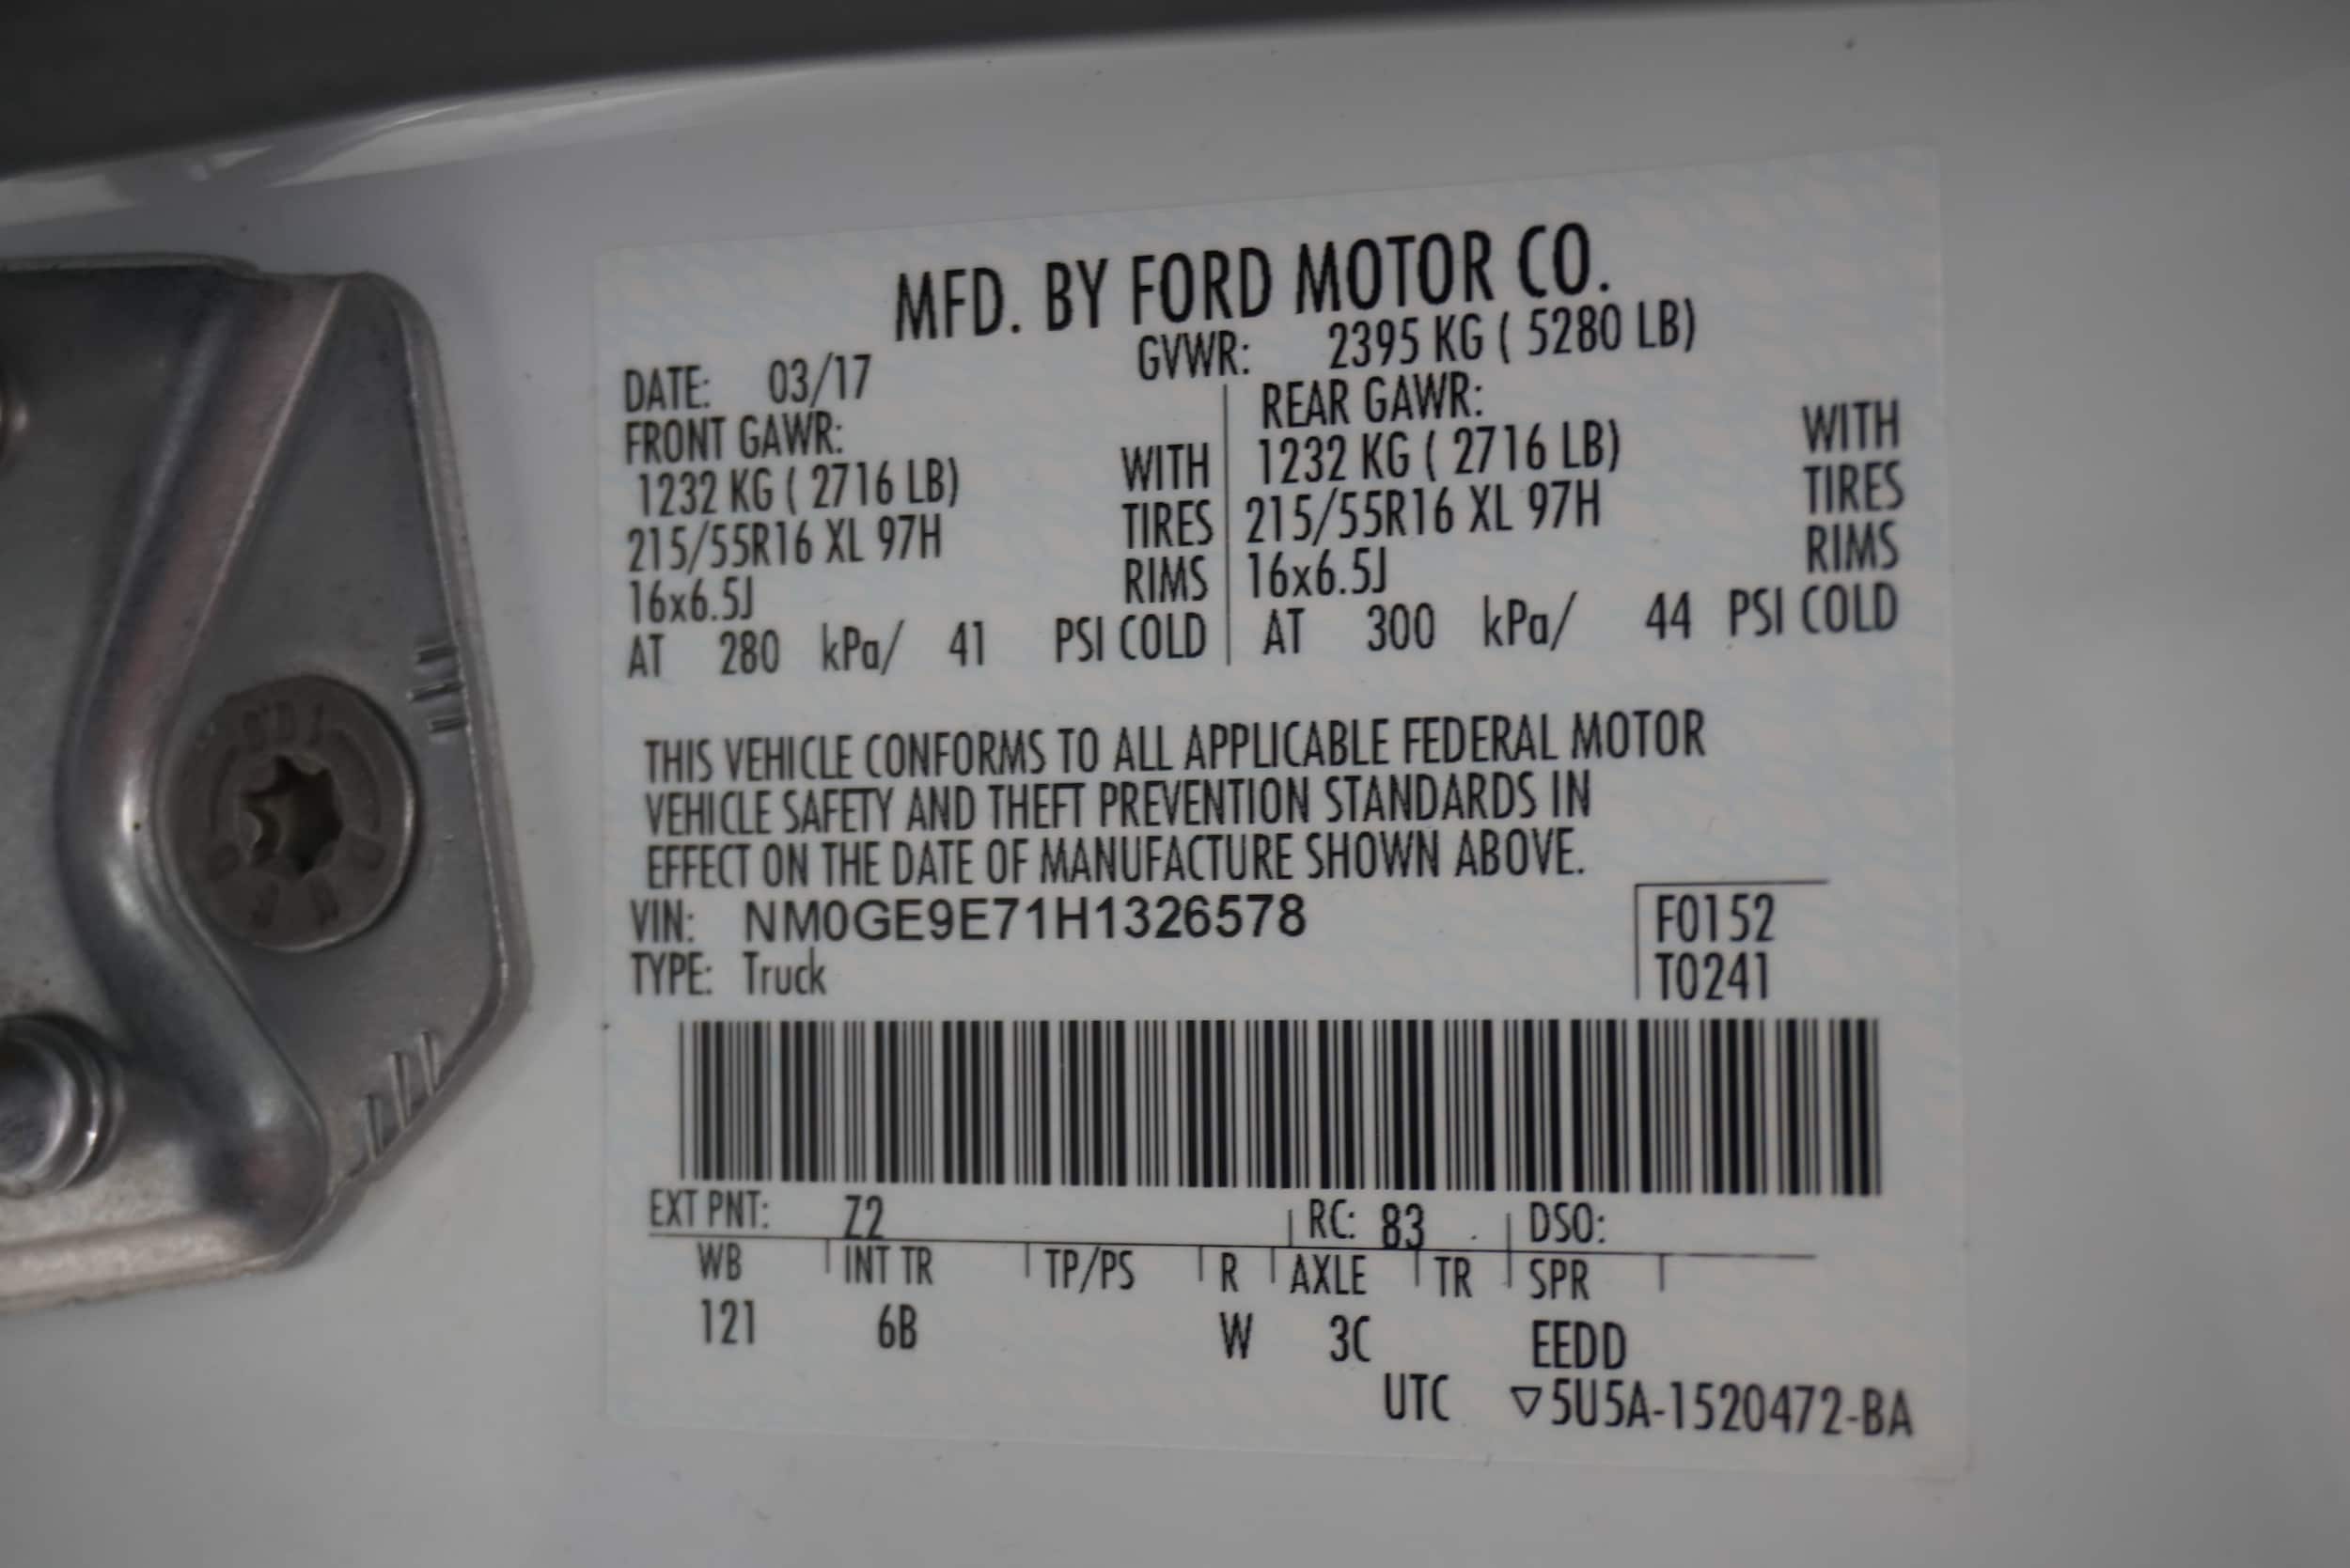 MFD. BY FORD MOTOR CO.
DATE: 03/17 GVWR: 2395 KG ( 5280 LB)
FRONT GAWR: REAR GAWR:
1232 KG ( 2716 LB) WITH 1232 KG ( 2716 LB) WITH
215/55R16 XL 97H TIRES 215/55R16 XL 97H TIRES
16x6.5J RIMS 16x6.5J RIMS
AT 280 kPa/ 41 PSI COLD AT 300 kPa/ 44 PSI COLD
THIS VEHICLE CONFORMS TO ALL APPLICABLE FEDERAL MOTOR
VEHICLE SAFETY AND THEFT PREVENTION STANDARDS IN
EFFECT ON THE DATE OF MANUFACTURE SHOWN ABOVE.
VIN: NM0GE9E71H1326578 F0152
TYPE: Truck T0241
EXT PNT: Z2 RC: 83 DSO:
WB INT TR TP/PS R AXLE TR SPR
121 6B W 3C EEDD
UTC ▽5U5A-1520472-BA